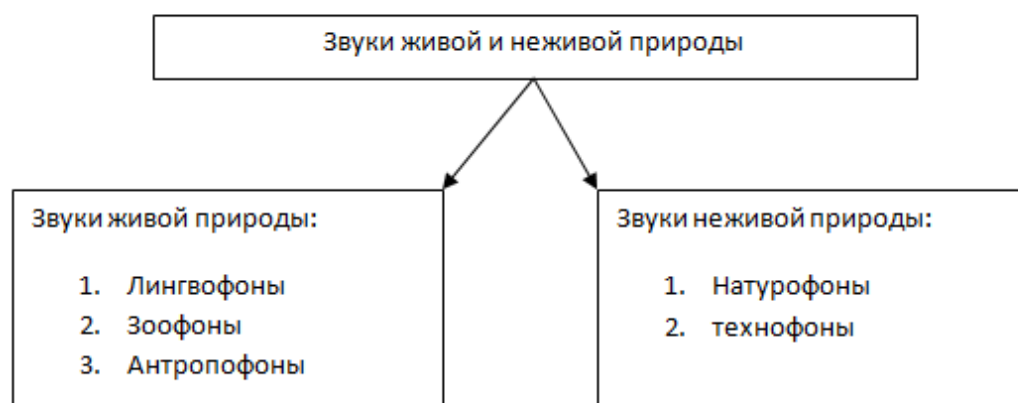 Звуки живой и неживой природы
Звуки живой природы:
1. Лингвофоны
2. Зоофоны
3. Антропофоны
Звуки неживой природы:
1. Натурофоны
2. технофоны